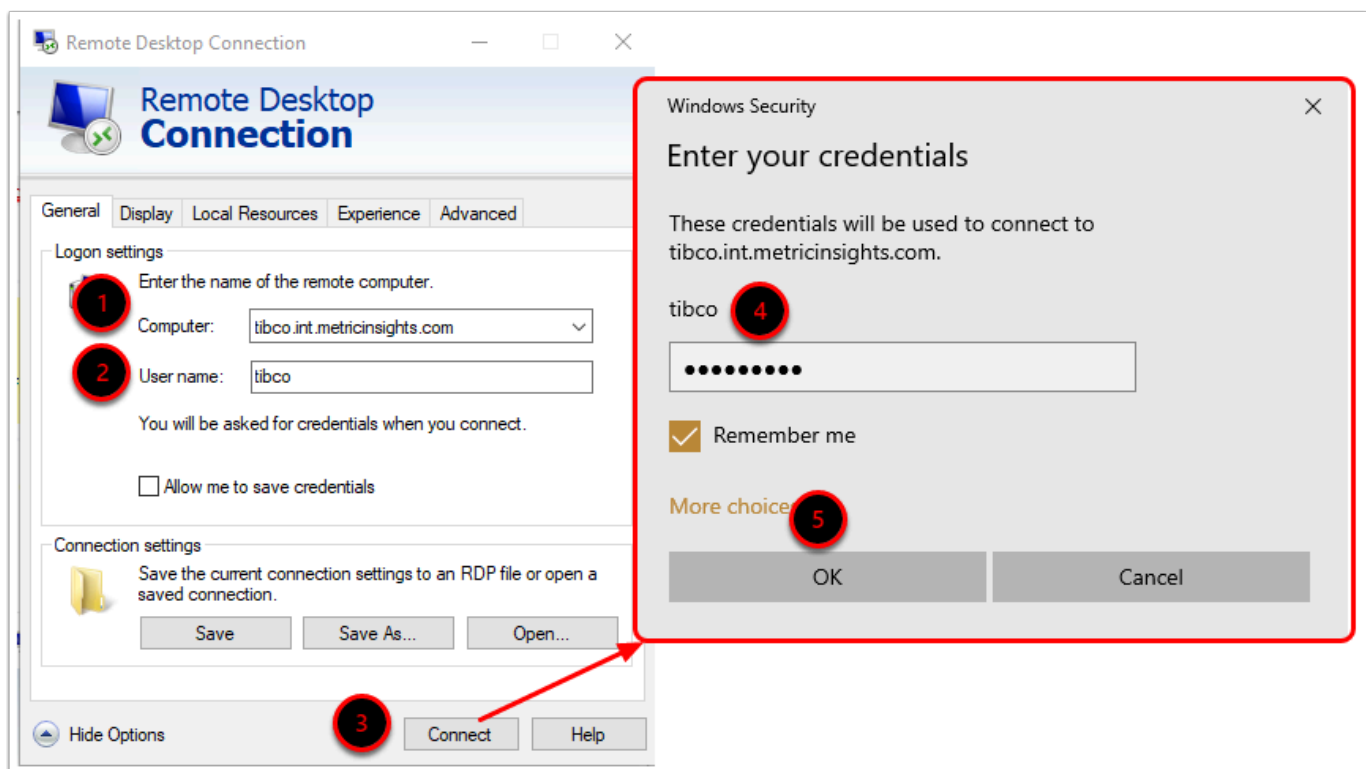 Remote Desktop Connection
Remote Desktop
Connection
General Display Local Resources Experience Advanced
Logon settings
Enter the name of the remote computer.
1
Computer: tibco.int.metricinsights.com
2
User name: tibco
You will be asked for credentials when you connect.
Allow me to save credentials
Connection settings
Save the current connection settings to an RDP file or open a
saved connection.
Save Save As... Open...
3
Hide Options Connect Help
Windows Security
Enter your credentials
These credentials will be used to connect to
tibco.int.metricinsights.com.
tibco 4
•••••••••
Remember me
More choice
5
OK Cancel